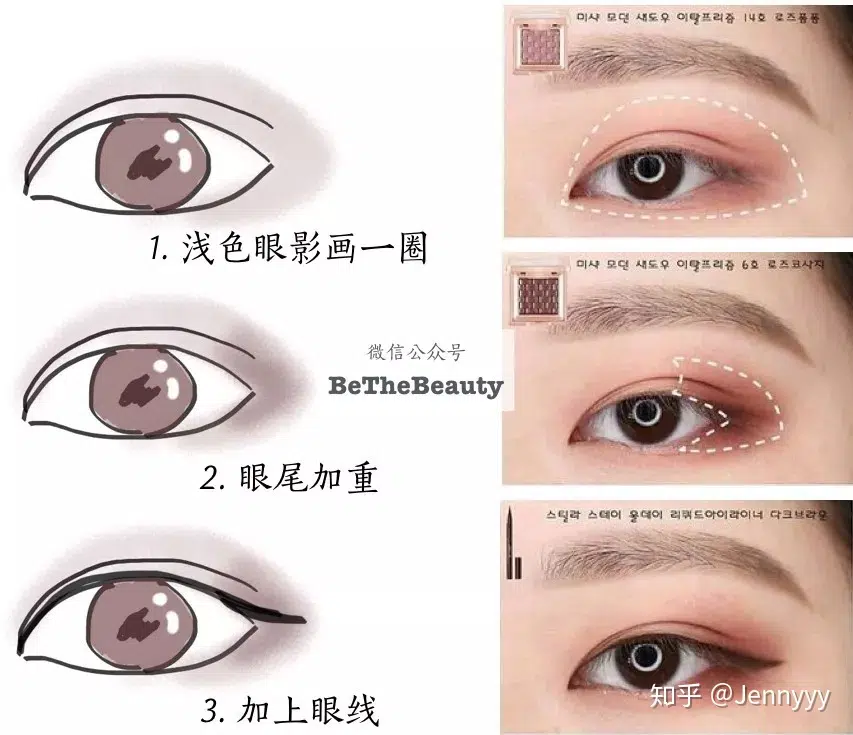 미샤 모던 섀도우 이탈프리즘 14호 로즈폼폼
1. 浅色眼影画一圈
미샤 모던 섀도우 이탈프리즘 6호 로즈코사지
微信公众号
BeTheBeauty
2. 眼尾加重
스틸라 스테이 올데이 리퀴드아이라이너 다크브라운
知乎 @Jennyyy
3. 加上眼线